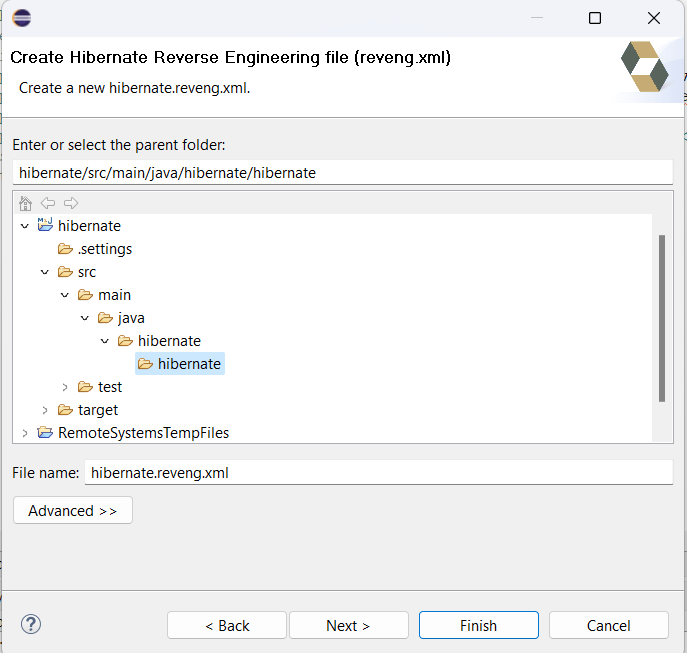 Create Hibernate Reverse Engineering file (reveng.xml)
Create a new hibernate.reveng.xml.
Enter or select the parent folder:
hibernate/src/main/java/hibernate/hibernate
hibernate
.settings
src
main
java
hibernate
hibernate
test
target
RemoteSystemsTempFiles
File name: hibernate.reveng.xml
Advanced >>
< Back Next > Finish Cancel